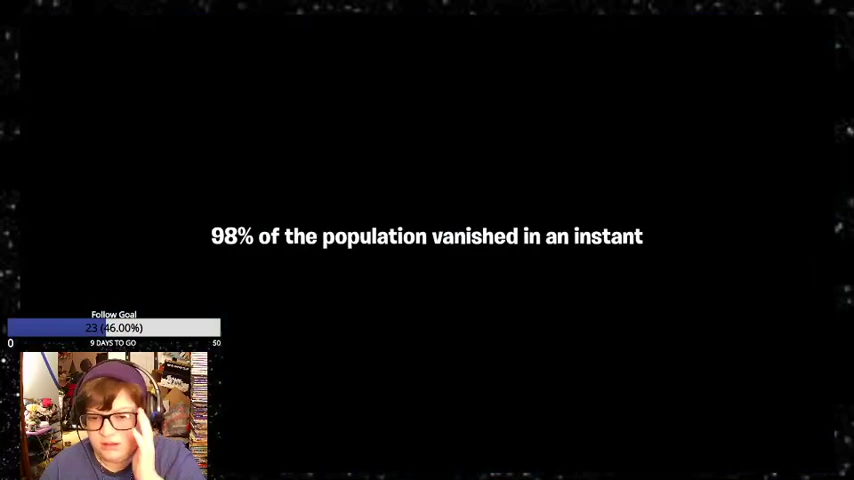 98% of the population vanished in an instant
Follow Goal
23 (46.00%)
0 9 DAYS TO GO 50